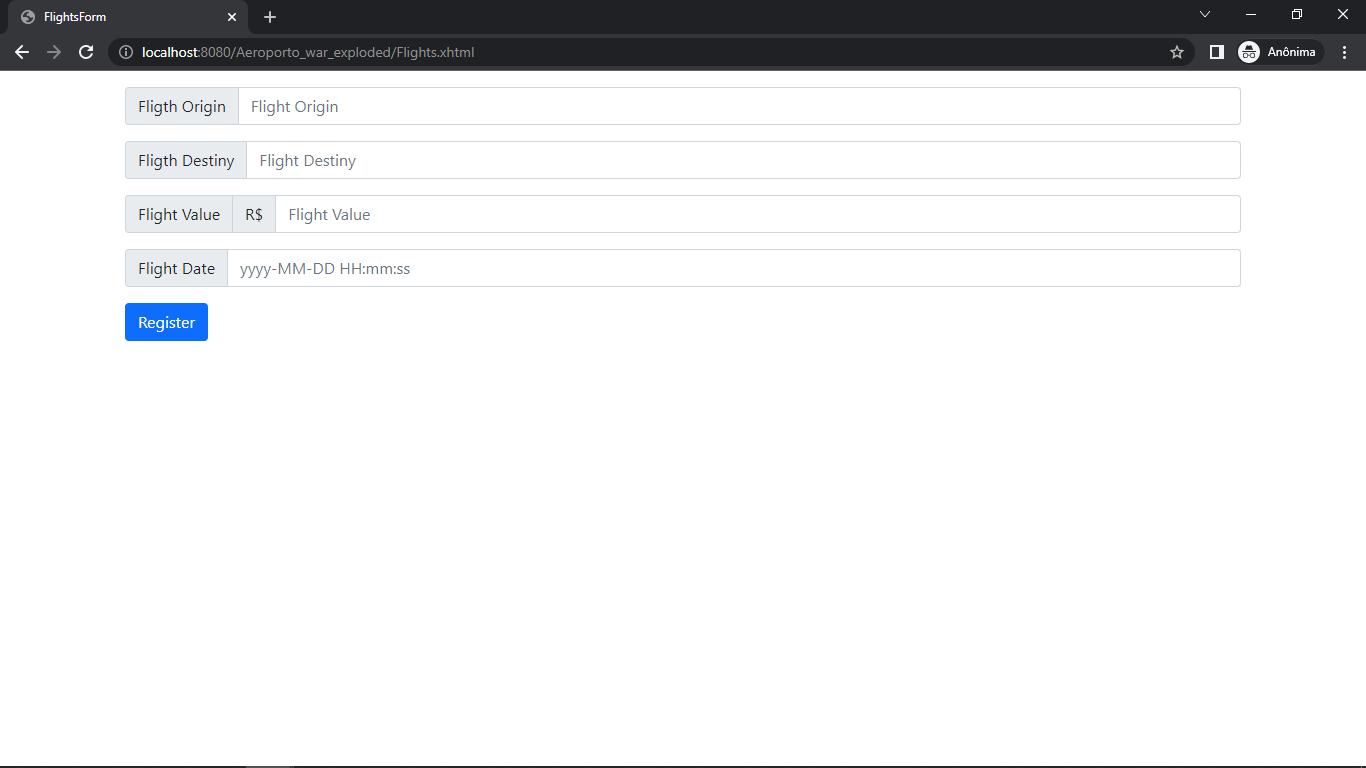 FlightsForm
localhost:8080/Aeroporto_war_exploded/Flights.xhtml Anônima
Fligth Origin Flight Origin
Fligth Destiny Flight Destiny
Flight Value R$ Flight Value
Flight Date yyyy-MM-DD HH:mm:ss
Register